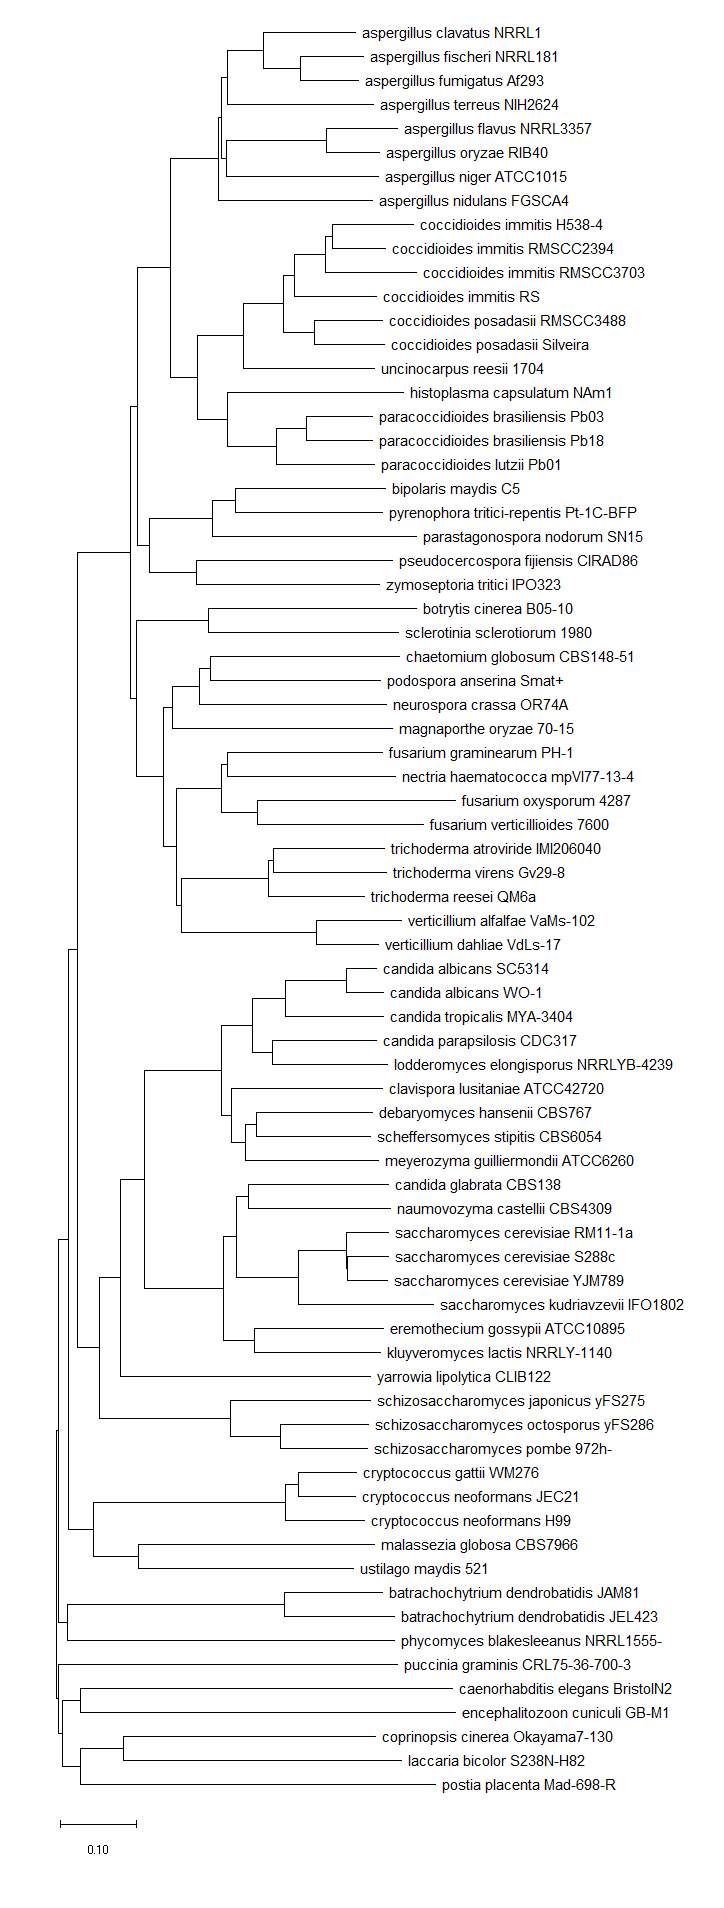 aspergillus clavatus NRRL1
aspergillus fischeri NRRL181
aspergillus fumigatus Af293
aspergillus terreus NIH2624
aspergillus flavus NRRL3357
aspergillus oryzae RIB40
aspergillus niger ATCC1015
aspergillus nidulans FGSCA4
coccidioides immitis H538-4
coccidioides immitis RMSCC2394
coccidioides immitis RMSCC3703
coccidioides immitis RS
coccidioides posadasii RMSCC3488
coccidioides posadasii Silveira
uncinocarpus reesii 1704
histoplasma capsulatum NAm1
paracoccidioides brasiliensis Pb03
paracoccidioides brasiliensis Pb18
paracoccidioides lutzii Pb01
bipolaris maydis C5
pyrenophora tritici-repentis Pt-1C-BFP
parastagonospora nodorum SN15
pseudocercospora fijiensis CIRAD86
zymoseptoria tritici IPO323
botrytis cinerea B05-10
sclerotinia sclerotiorum 1980
chaetomium globosum CBS148-51
podospora anserina Smat+
neurospora crassa OR74A
magnaporthe oryzae 70-15
fusarium graminearum PH-1
nectria haematococca mpVI77-13-4
fusarium oxysporum 4287
fusarium verticillioides 7600
trichoderma atroviride IMI206040
trichoderma virens Gv29-8
trichoderma reesei QM6a
verticillium alfalfae VaMs-102
verticillium dahliae VdLs-17
candida albicans SC5314
candida albicans WO-1
candida tropicalis MYA-3404
candida parapsilosis CDC317
lodderomyces elongisporus NRRLYB-4239
clavispora lusitaniae ATCC42720
debaryomyces hansenii CBS767
scheffersomyces stipitis CBS6054
meyerozyma guilliermondii ATCC6260
candida glabrata CBS138
naumovozyma castellii CBS4309
saccharomyces cerevisiae RM11-1a
saccharomyces cerevisiae S288c
saccharomyces cerevisiae YJM789
saccharomyces kudriavzevii IFO1802
eremothecium gossypii ATCC10895
kluyveromyces lactis NRRLY-1140
yarrowia lipolytica CLIB122
schizosaccharomyces japonicus yFS275
schizosaccharomyces octosporus yFS286
schizosaccharomyces pombe 972h-
cryptococcus gattii WM276
cryptococcus neoformans JEC21
cryptococcus neoformans H99
malassezia globosa CBS7966
ustilago maydis 521
batrachochytrium dendrobatidis JAM81
batrachochytrium dendrobatidis JEL423
phycomyces blakesleeanus NRRL1555-
puccinia graminis CRL75-36-700-3
caenorhabditis elegans BristolN2
encephalitozoon cuniculi GB-M1
coprinopsis cinerea Okayama7-130
laccaria bicolor S238N-H82
postia placenta Mad-698-R
0.10